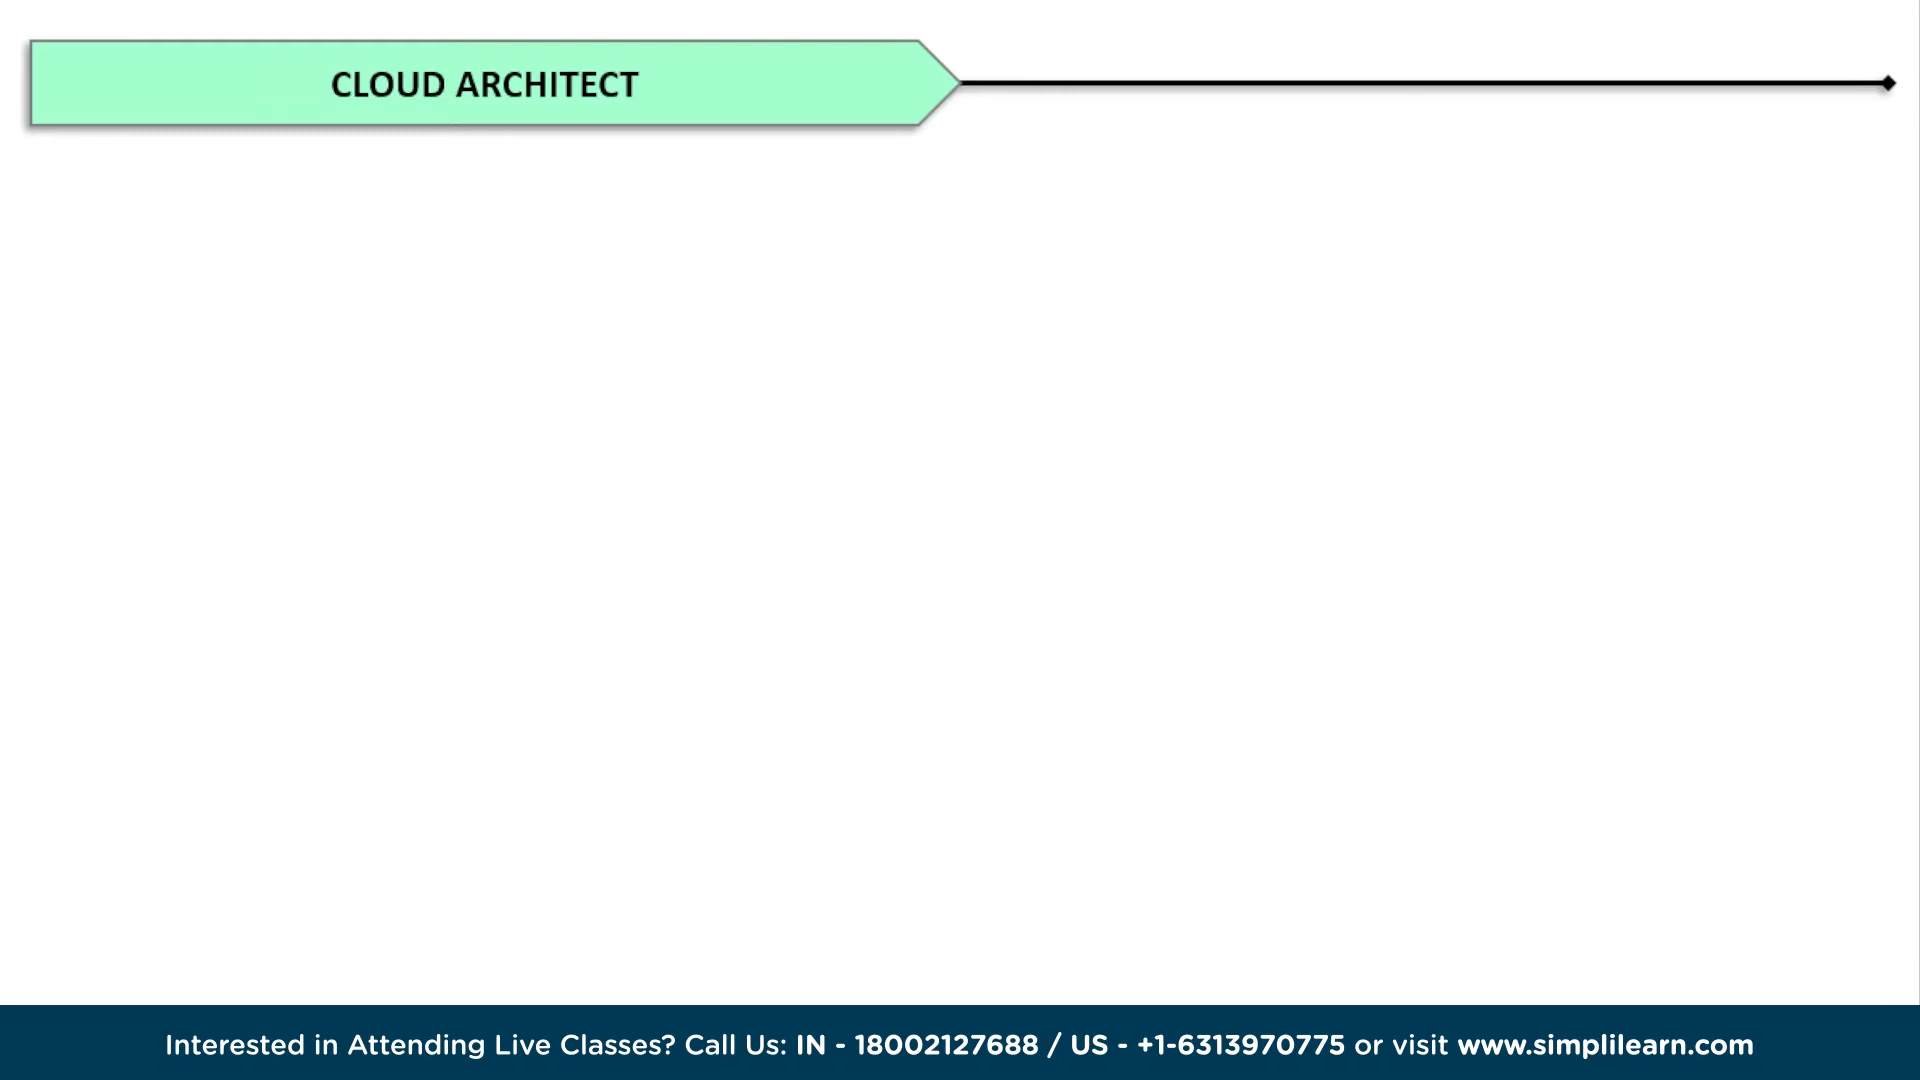 CLOUD ARCHITECT
Interested in Attending Live Classes? Call Us: IN - 18002127688 / US - +1-6313970775 or visit www.simplilearn.com